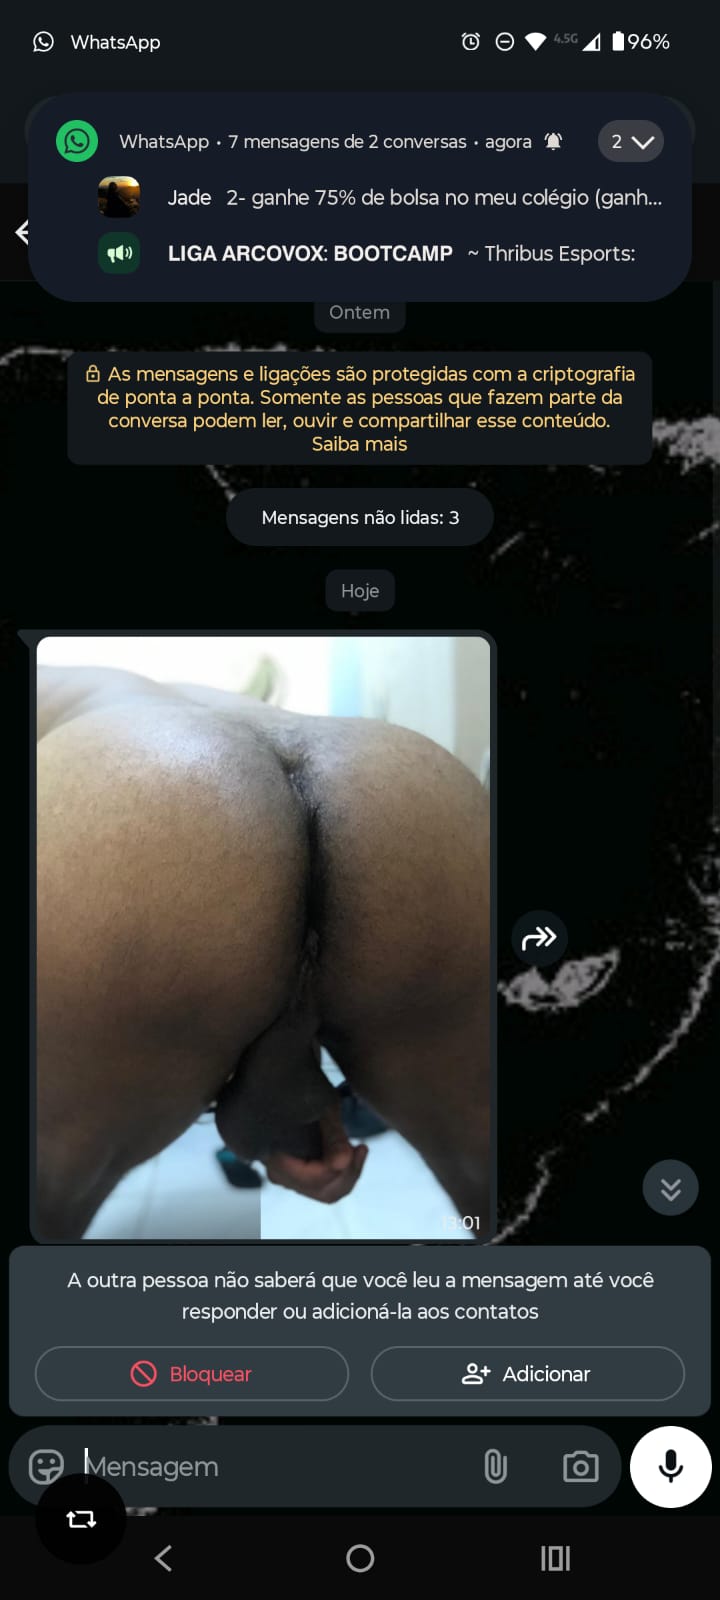 WhatsApp
4.5G
96%
WhatsApp • 7 mensagens de 2 conversas • agora
2
Jade 2- ganhe 75% de bolsa no meu colégio (ganh...
LIGA ARCOVOX: BOOTCAMP ~ Thribus Esports:
Ontem
As mensagens e ligações são protegidas com a criptografia
de ponta a ponta. Somente as pessoas que fazem parte da
conversa podem ler, ouvir e compartilhar esse conteúdo.
Saiba mais
Mensagens não lidas: 3
Hoje
A outra pessoa não saberá que você leu a mensagem até você
responder ou adicioná-la aos contatos
Bloquear
Adicionar
Mensagem